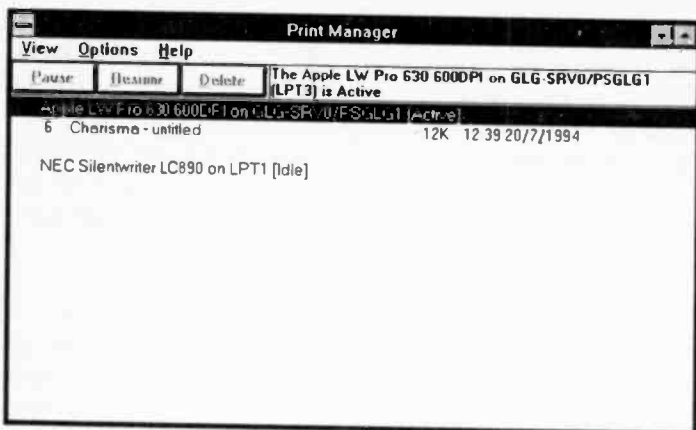 Print Manager
View Options Help
Pause Resume Delete
The Apple LW Pro 630 600DPI on GLG-SRV0/PSGLG1
(LPT3) is Active
Apple LW Pro 630 600DPI on GLG-SRV0/PSGLG1 [Active]
6 Charisma - untitled 12K 12 39 20/7/1994
NEC Silentwriter LC890 on LPT1 [Idle]